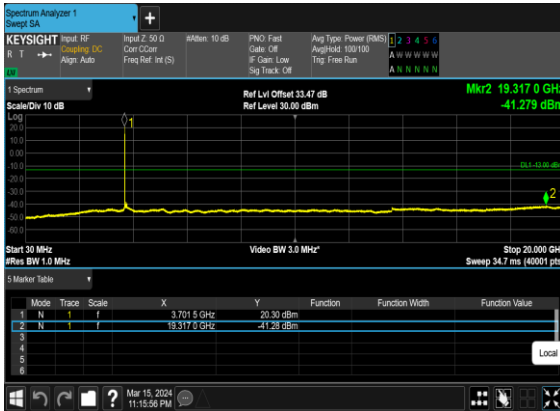 Spectrum Analyzer 1
Swept SA
+
KEYSIGHT Input: RF Input Z: 50 Ω #Atten: 10 dB PNO: Fast Avg Type: Power (RMS) 1 2 3 4 5 6
R T Coupling: DC Corr CCorr Gate: Off Avg|Hold: 100/100 A W W W W W
Align: Auto Freq Ref: Int (S) IF Gain: Low Trig: Free Run
Sig Track: Off A N N N N N
1 Spectrum
Scale/Div 10 dB
Ref Lvl Offset 33.47 dB
Ref Level 30.00 dBm
Mkr2 19.317 0 GHz
-41.279 dBm
Log
20.0
10.0
0.00
-10.0
-20.0
-30.0
-40.0
-50.0
-60.0
1
DL1 -13.00 dBm
2
Start 30 MHz Video BW 3.0 MHz* Stop 20.000 GHz
#Res BW 1.0 MHz Sweep 34.7 ms (40001 pts)
5 Marker Table
Mode Trace Scale X Y Function Function Width Function Value
1 N 1 f 3.701 5 GHz 20.30 dBm
2 N 1 f 19.317 0 GHz -41.28 dBm
3
4
5
6
Local
?
Mar 15, 2024
11:15:56 PM